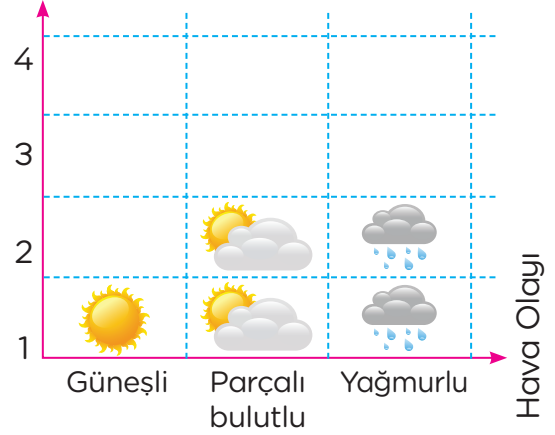 4
3
2
1
Güneşli
Parçalı
bulutlu
Yağmurlu
Hava Olayı